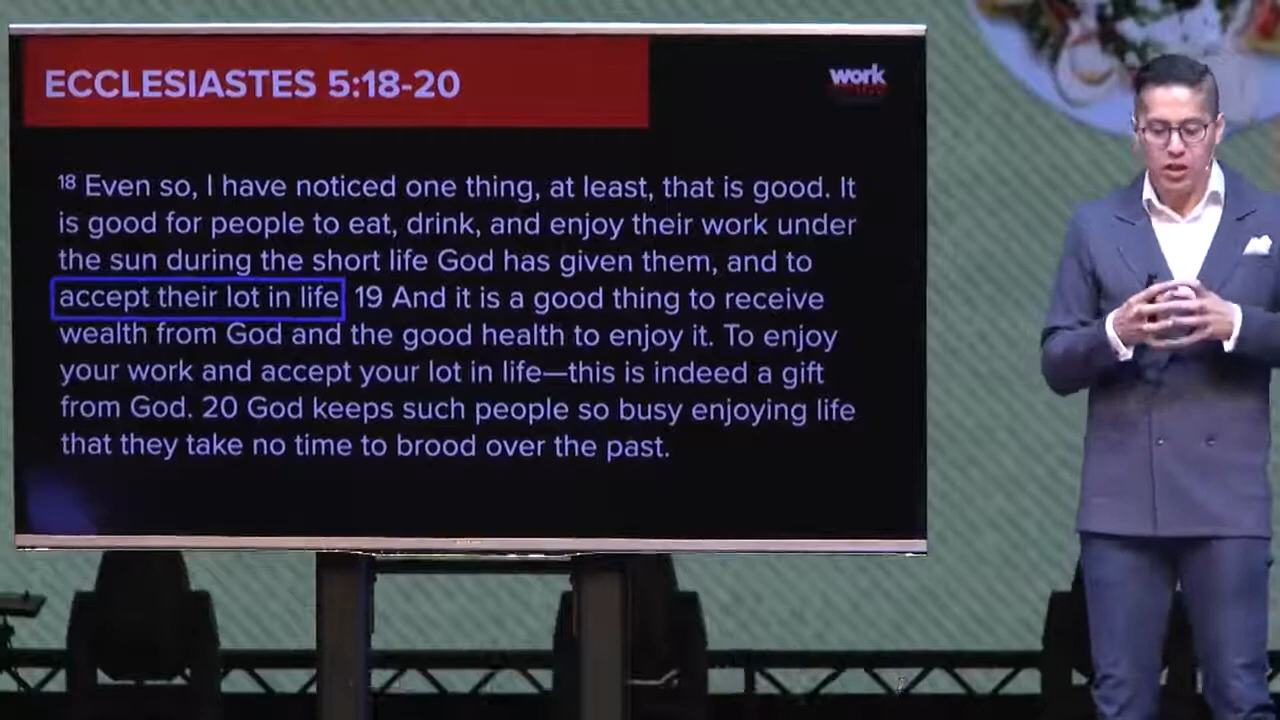 ECCLESIASTES 5:18-20
work
18 Even so, I have noticed one thing, at least, that is good. It
is good for people to eat, drink, and enjoy their work under
the sun during the short life God has given them, and to
accept their lot in life 19 And it is a good thing to receive
wealth from God and the good health to enjoy it. To enjoy
your work and accept your lot in life—this is indeed a gift
from God. 20 God keeps such people so busy enjoying life
that they take no time to brood over the past.